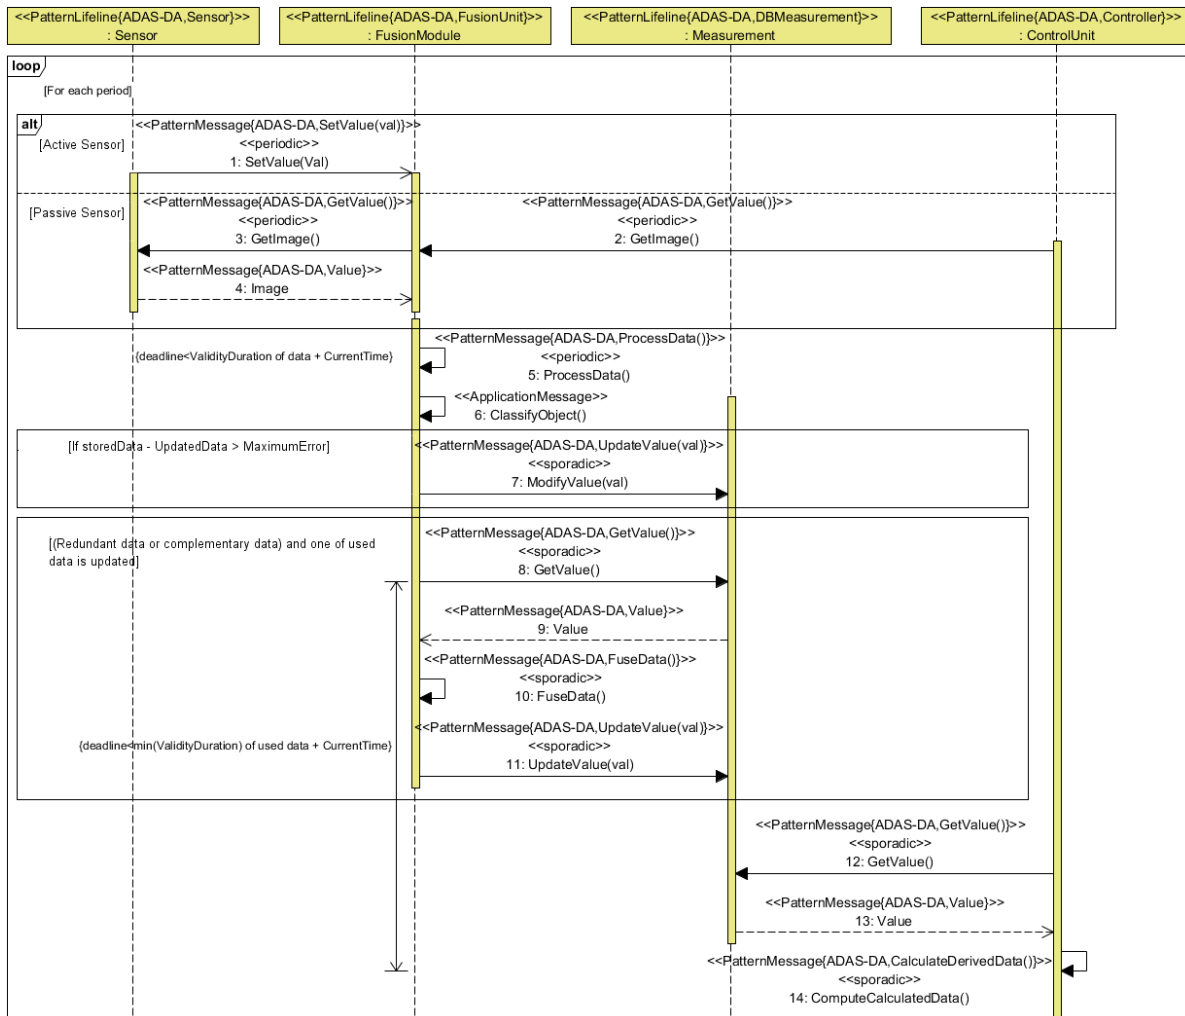 <<PatternLifeline{ADAS-DA,Sensor}>>
: Sensor
<<PatternLifeline{ADAS-DA,FusionUnit}>>
: FusionModule
<<PatternLifeline{ADAS-DA,DBMeasurement}>>
: Measurement
<<PatternLifeline{ADAS-DA,Controller}>>
: ControlUnit
loop
[For each period]
alt
[Active Sensor]
<<PatternMessage{ADAS-DA,SetValue(val)}>>
<<periodic>>
1: SetValue(Val)
[Passive Sensor]
<<PatternMessage{ADAS-DA,GetValue()}>>
<<periodic>>
3: GetImage()
<<PatternMessage{ADAS-DA,GetValue()}>>
<<periodic>>
2: GetImage()
<<PatternMessage{ADAS-DA,Value}>>
4: Image
{deadline<ValidityDuration of data + CurrentTime}
<<PatternMessage{ADAS-DA,ProcessData()}>>
<<periodic>>
5: ProcessData()
<<ApplicationMessage>>
6: ClassifyObject()
[If storedData - UpdatedData > MaximumError]
<<PatternMessage{ADAS-DA,UpdateValue(val)}>>
<<sporadic>>
7: ModifyValue(val)
[(Redundant data or complementary data) and one of used
data is updated]
<<PatternMessage{ADAS-DA,GetValue()}>>
<<sporadic>>
8: GetValue()
<<PatternMessage{ADAS-DA,Value}>>
9: Value
<<PatternMessage{ADAS-DA,FuseData()}>>
<<sporadic>>
10: FuseData()
{deadline<min(ValidityDuration) of used data + CurrentTime}
<<PatternMessage{ADAS-DA,UpdateValue(val)}>>
<<sporadic>>
11: UpdateValue(val)
<<PatternMessage{ADAS-DA,GetValue()}>>
<<sporadic>>
12: GetValue()
<<PatternMessage{ADAS-DA,Value}>>
13: Value
<<PatternMessage{ADAS-DA,CalculateDerivedData()}>>
<<sporadic>>
14: ComputeCalculatedData()